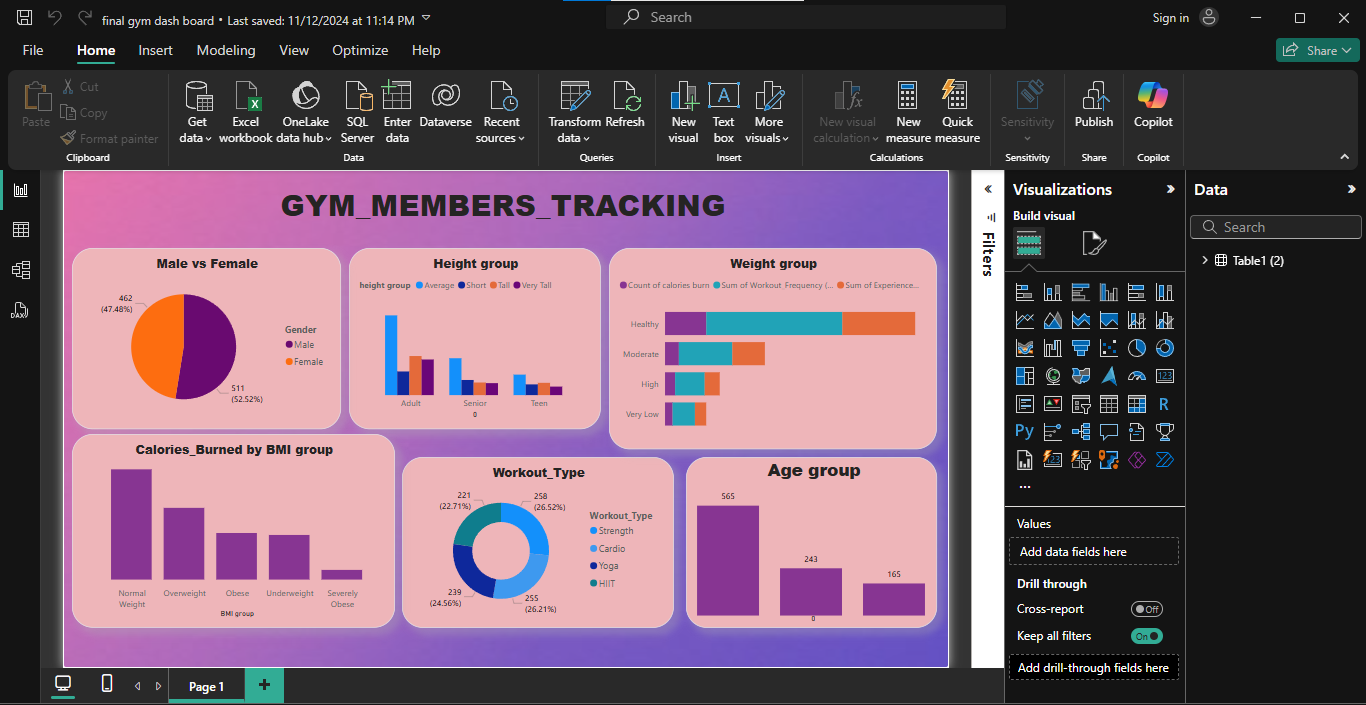 final gym dash board • Last saved: 11/12/2024 at 11:14 PM
Search
Sign in
File
Home
Insert
Modeling
View
Optimize
Help
Share
Paste
Cut
Copy
Format painter
Clipboard
Get data
Excel workbook
OneLake data hub
SQL Server
Enter data
Dataverse
Recent sources
Data
Transform data
Refresh
Queries
New visual
Text box
More visuals
Insert
New visual calculation
New measure
Quick measure
Calculations
Sensitivity
Sensitivity
Publish
Share
Copilot
Copilot
GYM_MEMBERS_TRACKING
Male vs Female
462
(47.48%)
511
(52.52%)
Gender
Male
Female
Height group
height group Average Short Tall Very Tall
Adult
Senior
Teen
0
Weight group
Count of calories burn Sum of Workout_Frequency (... Sum of Experience...
Healthy
Moderate
High
Very Low
Calories_Burned by BMI group
Normal
Weight
Overweight
Obese
Underweight
Severely
Obese
BMI group
Workout_Type
221
(22.71%)
258
(26.52%)
239
(24.56%)
255
(26.21%)
Workout_Type
Strength
Cardio
Yoga
HIIT
Age group
565
243
165
0
Filters
Visualizations
Build visual
123
R
Py
123
...
Values
Add data fields here
Drill through
Cross-report
Off
Keep all filters
On
Add drill-through fields here
Data
Search
Table1 (2)
DAX
Page 1